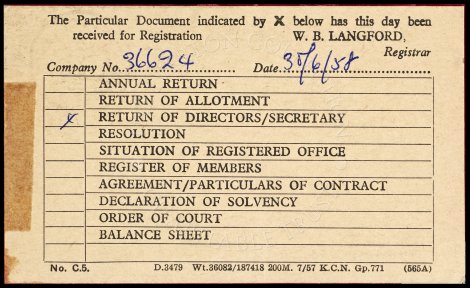 The Particular Document indicated by X below has this day been
received for Registration W. B. LANGFORD,
Registrar
Company No. 36624 Date 30/6/58
ANNUAL RETURN
RETURN OF ALLOTMENT
x RETURN OF DIRECTORS/SECRETARY
RESOLUTION
SITUATION OF REGISTERED OFFICE
REGISTER OF MEMBERS
AGREEMENT/PARTICULARS OF CONTRACT
DECLARATION OF SOLVENCY
ORDER OF COURT
BALANCE SHEET
No. C.5. D.3479 Wt.36082/187418 200M. 7/57 K.C.N. Gp.771 (565A)